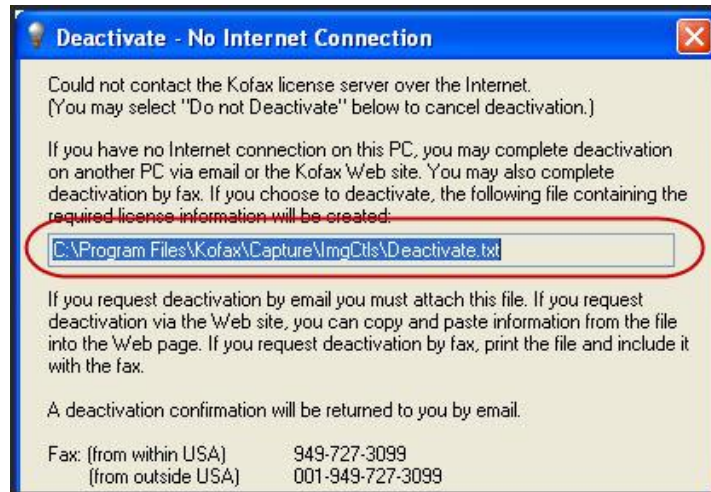 Deactivate - No Internet Connection
Could not contact the Kofax license server over the Internet.
(You may select "Do not Deactivate" below to cancel deactivation.)
If you have no Internet connection on this PC, you may complete deactivation
on another PC via email or the Kofax Web site. You may also complete
deactivation by fax. If you choose to deactivate, the following file containing the
required license information will be created:
C:\Program Files\Kofax\Capture\ImgCtls\Deactivate.txt
If you request deactivation by email you must attach this file. If you request
deactivation via the Web site, you can copy and paste information from the file
into the Web page. If you request deactivation by fax, print the file and include it
with the fax.
A deactivation confirmation will be returned to you by email.
Fax: (from within USA) 949-727-3099
(from outside USA) 001-949-727-3099